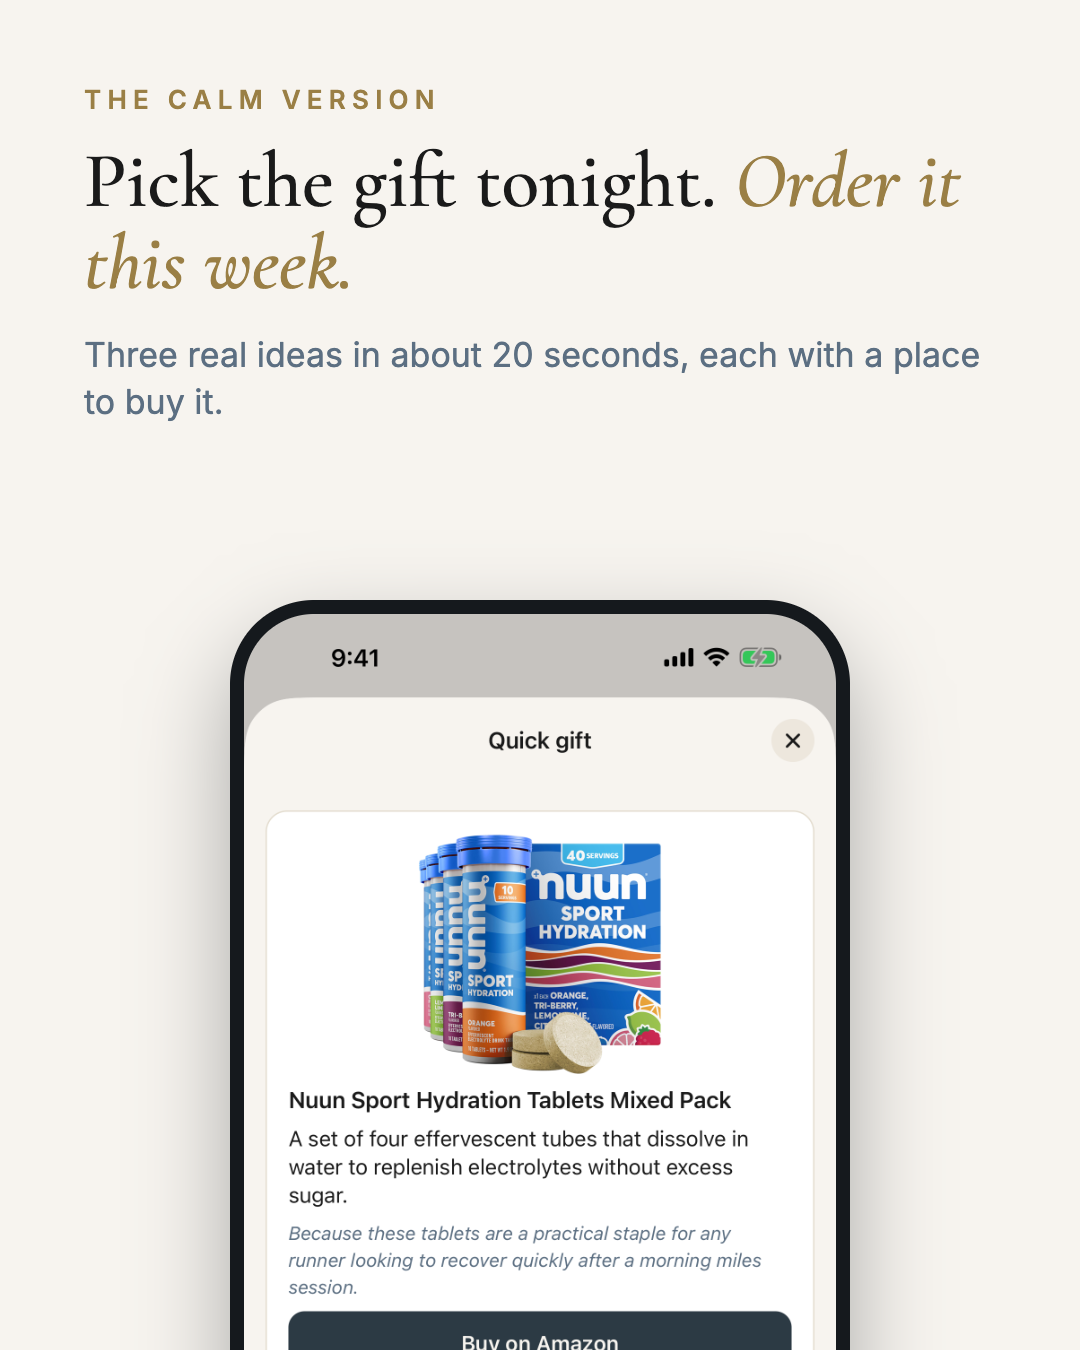 THE CALM VERSION
Pick the gift tonight. Order it
this week.
Three real ideas in about 20 seconds, each with a place
to buy it.
9:41
Quick gift
40 SERVINGS
nuun
SPORT
HYDRATION
10
nuun
SPORT
HYDRATION
ORANGE
ORANGE,
TRI-BERRY,
Nuun Sport Hydration Tablets Mixed Pack
A set of four effervescent tubes that dissolve in
water to replenish electrolytes without excess
sugar.
Because these tablets are a practical staple for any
runner looking to recover quickly after a morning miles
session.
Buy on Amazon